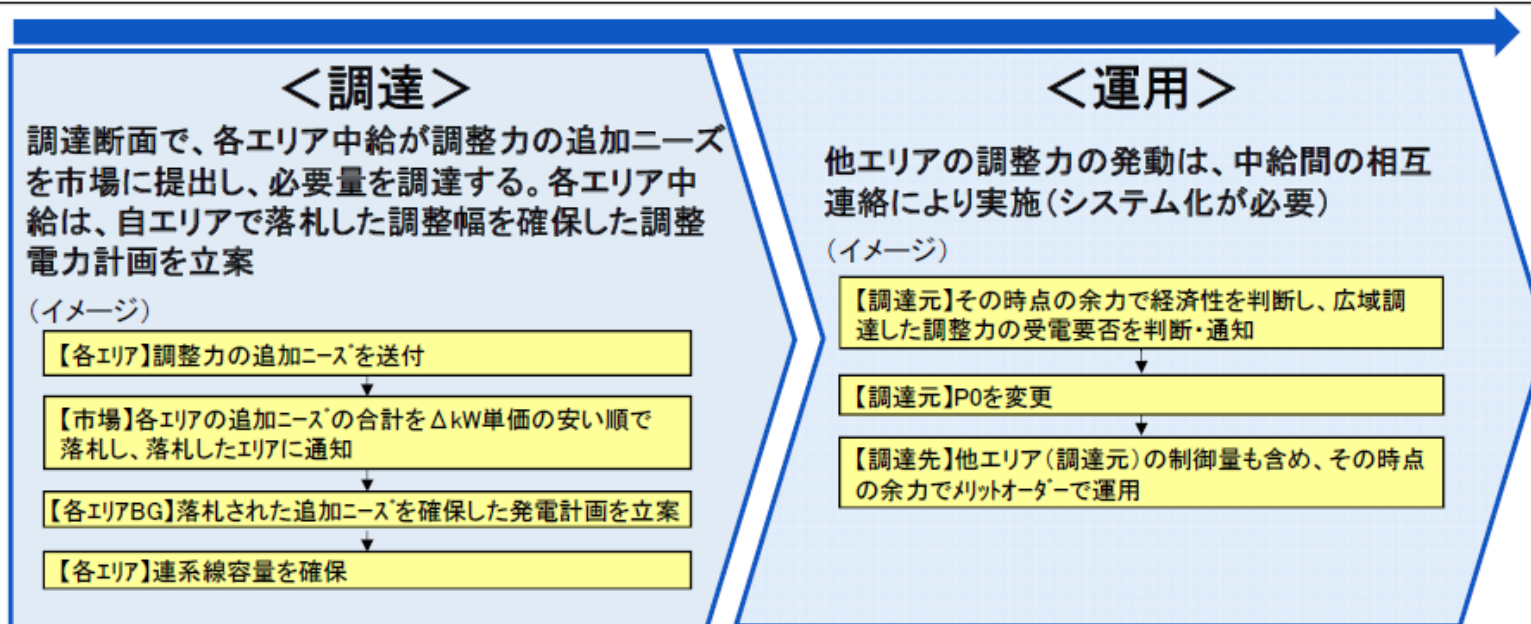 ＜調達＞
調達断面で、各エリア中給が調整力の追加ニーズ
を市場に提出し、必要量を調達する。各エリア中
給は、自エリアで落札した調整幅を確保した調整
電力計画を立案
（イメージ）
【各ｴﾘｱ】調整力の追加ﾆｰｽﾞを送付
【市場】各ｴﾘｱの追加ﾆｰｽﾞの合計をΔkW単価の安い順で
落札し、落札したｴﾘｱに通知
【各ｴﾘｱBG】落札された追加ﾆｰｽﾞを確保した発電計画を立案
【各ｴﾘｱ】連系線容量を確保
＜運用＞
他エリアの調整力の発動は、中給間の相互
連絡により実施（システム化が必要）
（イメージ）
【調達元】その時点の余力で経済性を判断し、広域調
達した調整力の受電要否を判断・通知
【調達元】P0を変更
【調達先】他エリア（調達元）の制御量も含め、その時点
の余力でﾒﾘｯﾄｵｰﾀﾞｰで運用